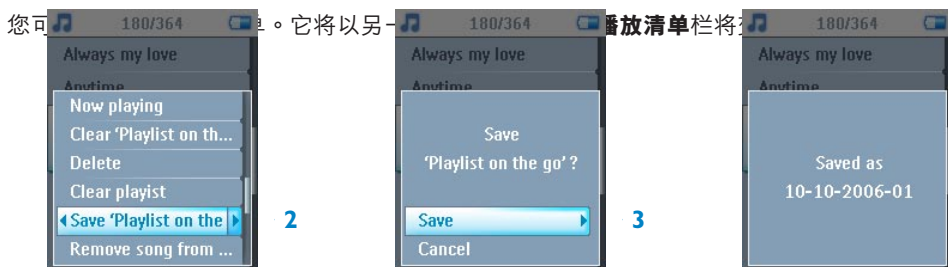 您可 。它将以另一 播放清单栏将
180/364
Always my love
Anytime
Now playing
Clear ‘Playlist on th...
Delete
Clear playist
Save ‘Playlist on the
Remove song from ...
2
180/364
Always my love
Anytime
Save
‘Playlist on the go’ ?
Save
Cancel
3
180/364
Always my love
Anytime
Saved as
10-10-2006-01